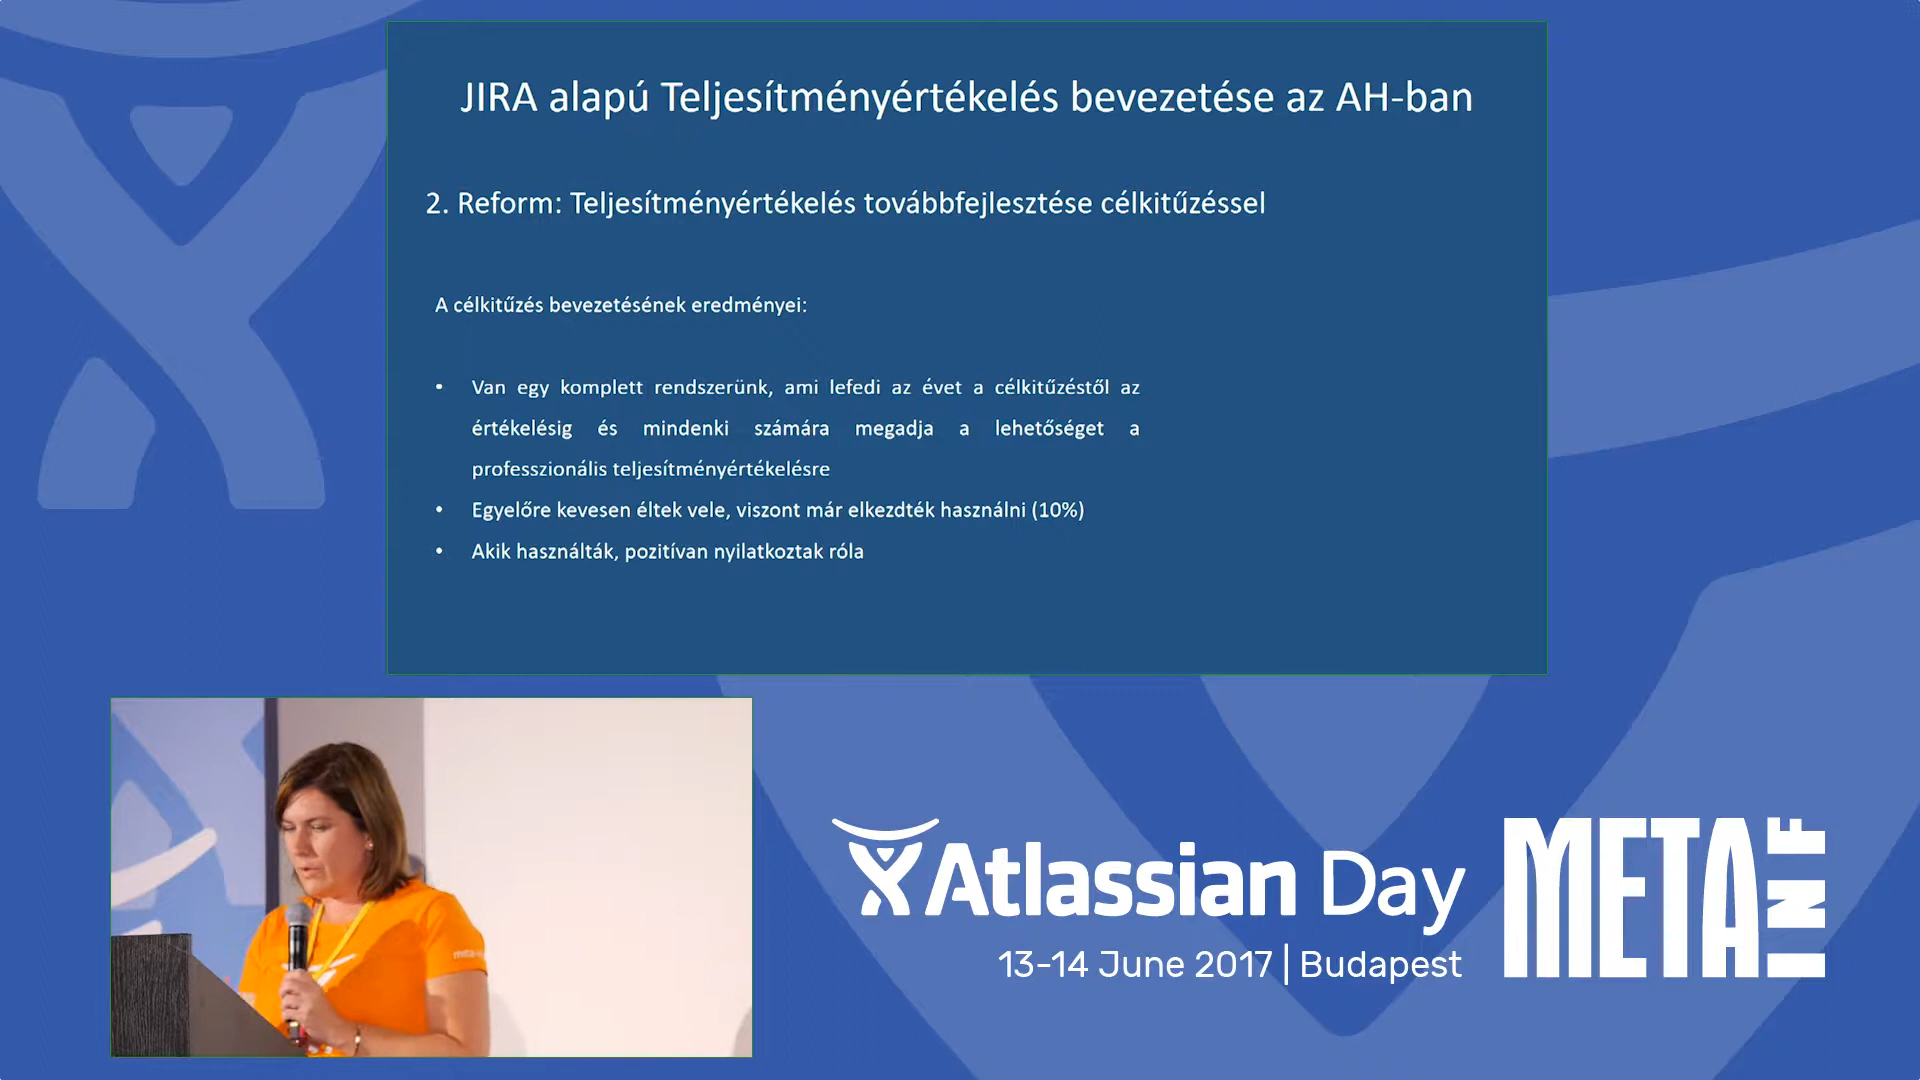 JIRA alapú Teljesítményértékelés bevezetése az AH-ban
2. Reform: Teljesítményértékelés továbbfejlesztése célkitűzéssel
A célkitűzés bevezetésének eredményei:
• Van egy komplett rendszerünk, ami lefedi az évet a célkitűzéstől az
értékelésig és mindenki számára megadja a lehetőséget a
professzionális teljesítményértékelésre
• Egyelőre kevesen éltek vele, viszont már elkezdték használni (10%)
• Akik használták, pozitívan nyilatkoztak róla
Atlassian Day
13-14 June 2017 | Budapest
META
INF